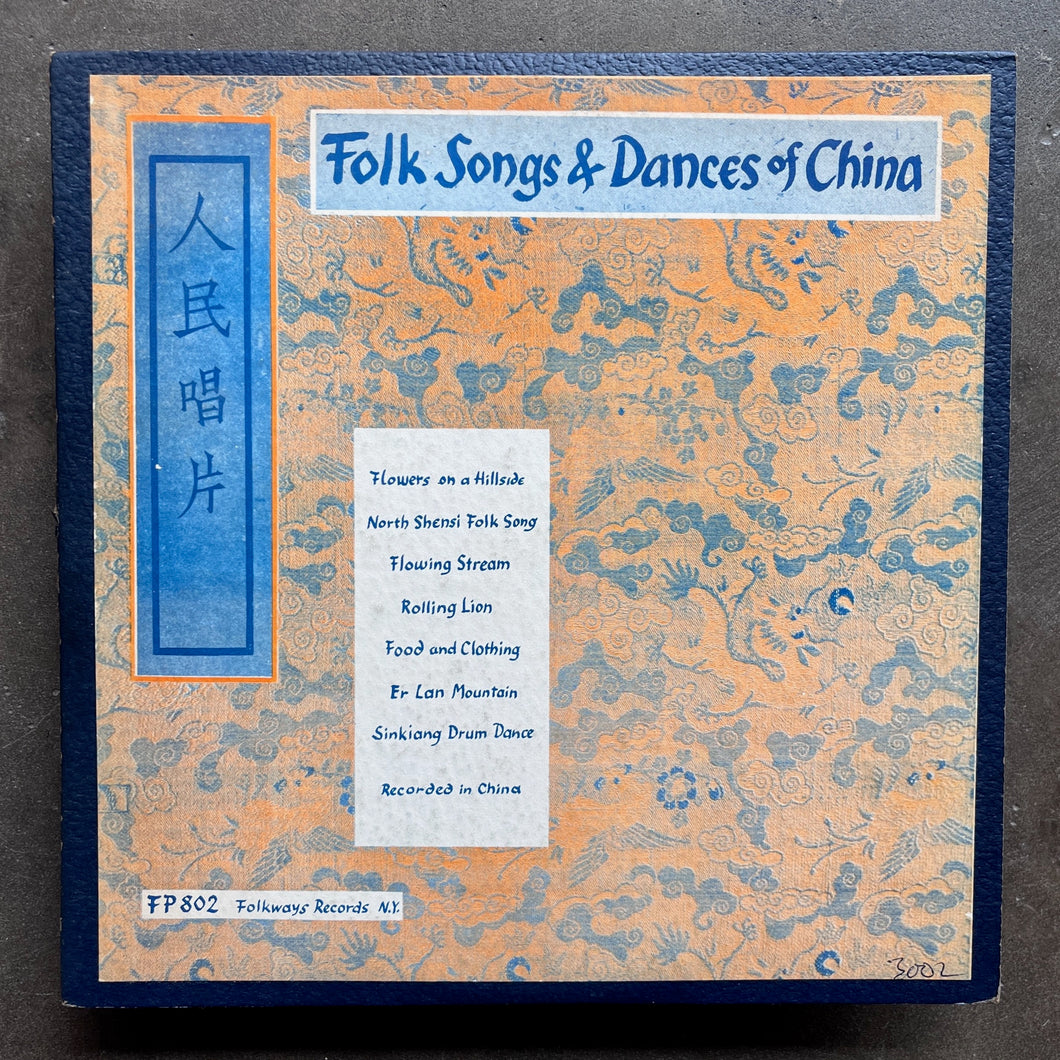 Folk Songs & Dances of China
人民唱片
Flowers on a Hillside
North Shensi Folk Song
Flowing Stream
Rolling Lion
Food and Clothing
Er Lan Mountain
Sinkiang Drum Dance
Recorded in China
FP 802 Folkways Records N.Y.
3002